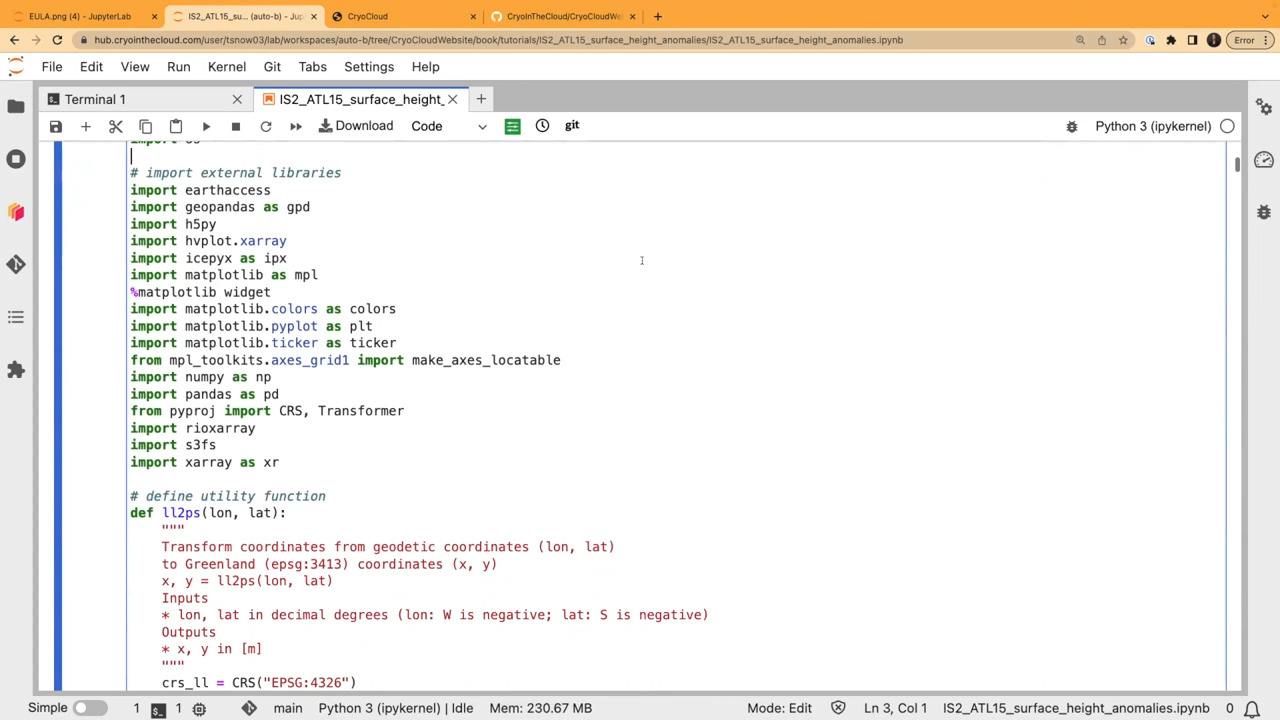 EULA.png (4) - JupyterLab
IS2_ATL15_su... (auto-b) - Jup
CryoCloud
CryoInTheCloud/CryoCloudWe
hub.cryointhecloud.com/user/tsnow03/lab/workspaces/auto-b/tree/CryoCloudWebsite/book/tutorials/IS2_ATL15_surface_height_anomalies/IS2_ATL15_surface_height_anomalies.ipynb
Error
File Edit View Run Kernel Git Tabs Settings Help
Terminal 1
IS2_ATL15_surface_height_
Download
Code
git
Python 3 (ipykernel)
# import external libraries
import earthaccess
import geopandas as gpd
import h5py
import hvplot.xarray
import icepyx as ipx
import matplotlib as mpl
%matplotlib widget
import matplotlib.colors as colors
import matplotlib.pyplot as plt
import matplotlib.ticker as ticker
from mpl_toolkits.axes_grid1 import make_axes_locatable
import numpy as np
import pandas as pd
from pyproj import CRS, Transformer
import rioxarray
import s3fs
import xarray as xr
# define utility function
def ll2ps(lon, lat):
"""
Transform coordinates from geodetic coordinates (lon, lat)
to Greenland (epsg:3413) coordinates (x, y)
x, y = ll2ps(lon, lat)
Inputs
* lon, lat in decimal degrees (lon: W is negative; lat: S is negative)
Outputs
* x, y in [m]
"""
crs_ll = CRS("EPSG:4326")
Simple 1 1 main Python 3 (ipykernel) | Idle Mem: 230.67 MB Mode: Edit Ln 3, Col 1 IS2_ATL15_surface_height_anomalies.ipynb 0